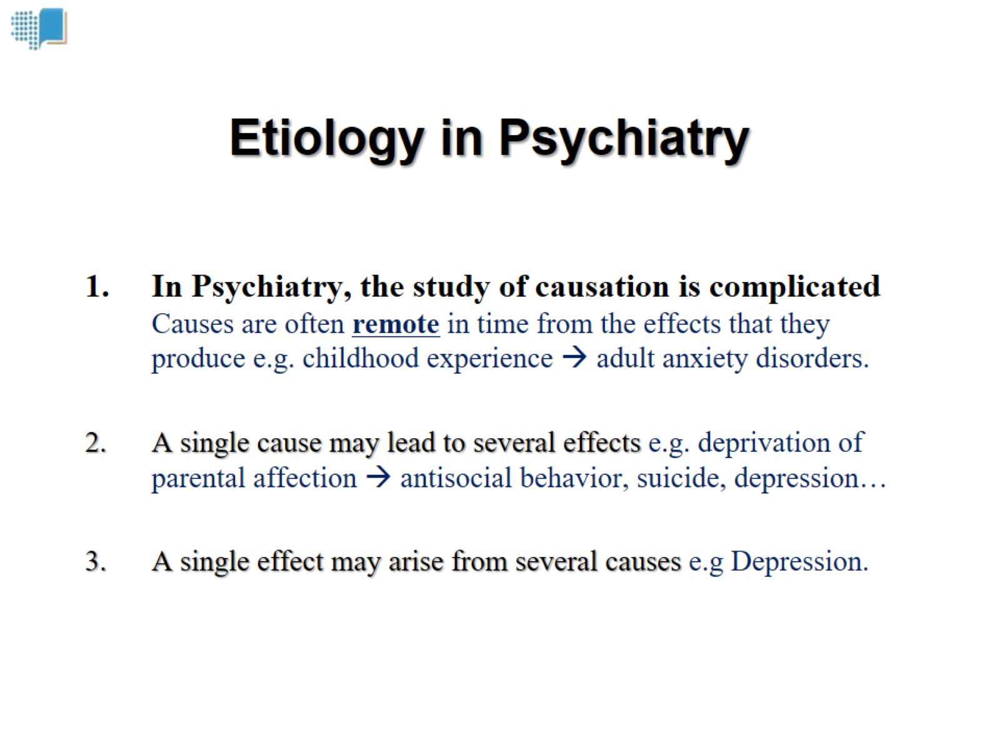 Etiology in Psychiatry
1. In Psychiatry, the study of causation is complicated
Causes are often remote in time from the effects that they
produce e.g. childhood experience → adult anxiety disorders.
2. A single cause may lead to several effects e.g. deprivation of
parental affection → antisocial behavior, suicide, depression…
3. A single effect may arise from several causes e.g Depression.